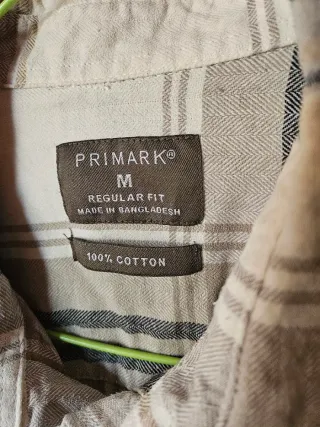 PRIMARK®
M
REGULAR FIT
MADE IN BANGLADESH
100% COTTON